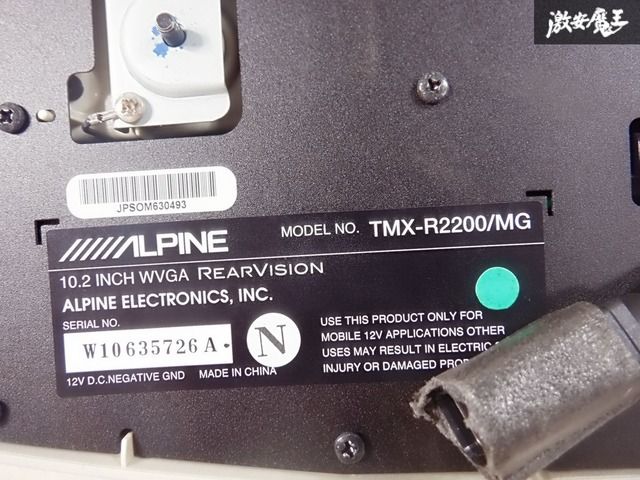 激安魔王
JPSOM630493
ALPINE
MODEL NO. TMX-R2200/MG
10.2 INCH WVGA REARVISION
ALPINE ELECTRONICS, INC.
SERIAL NO.
W10635726A
N
12V D.C.NEGATIVE GND MADE IN CHINA
USE THIS PRODUCT ONLY FOR
MOBILE 12V APPLICATIONS OTHER
USES MAY RESULT IN ELECTRIC
INJURY OR DAMAGED